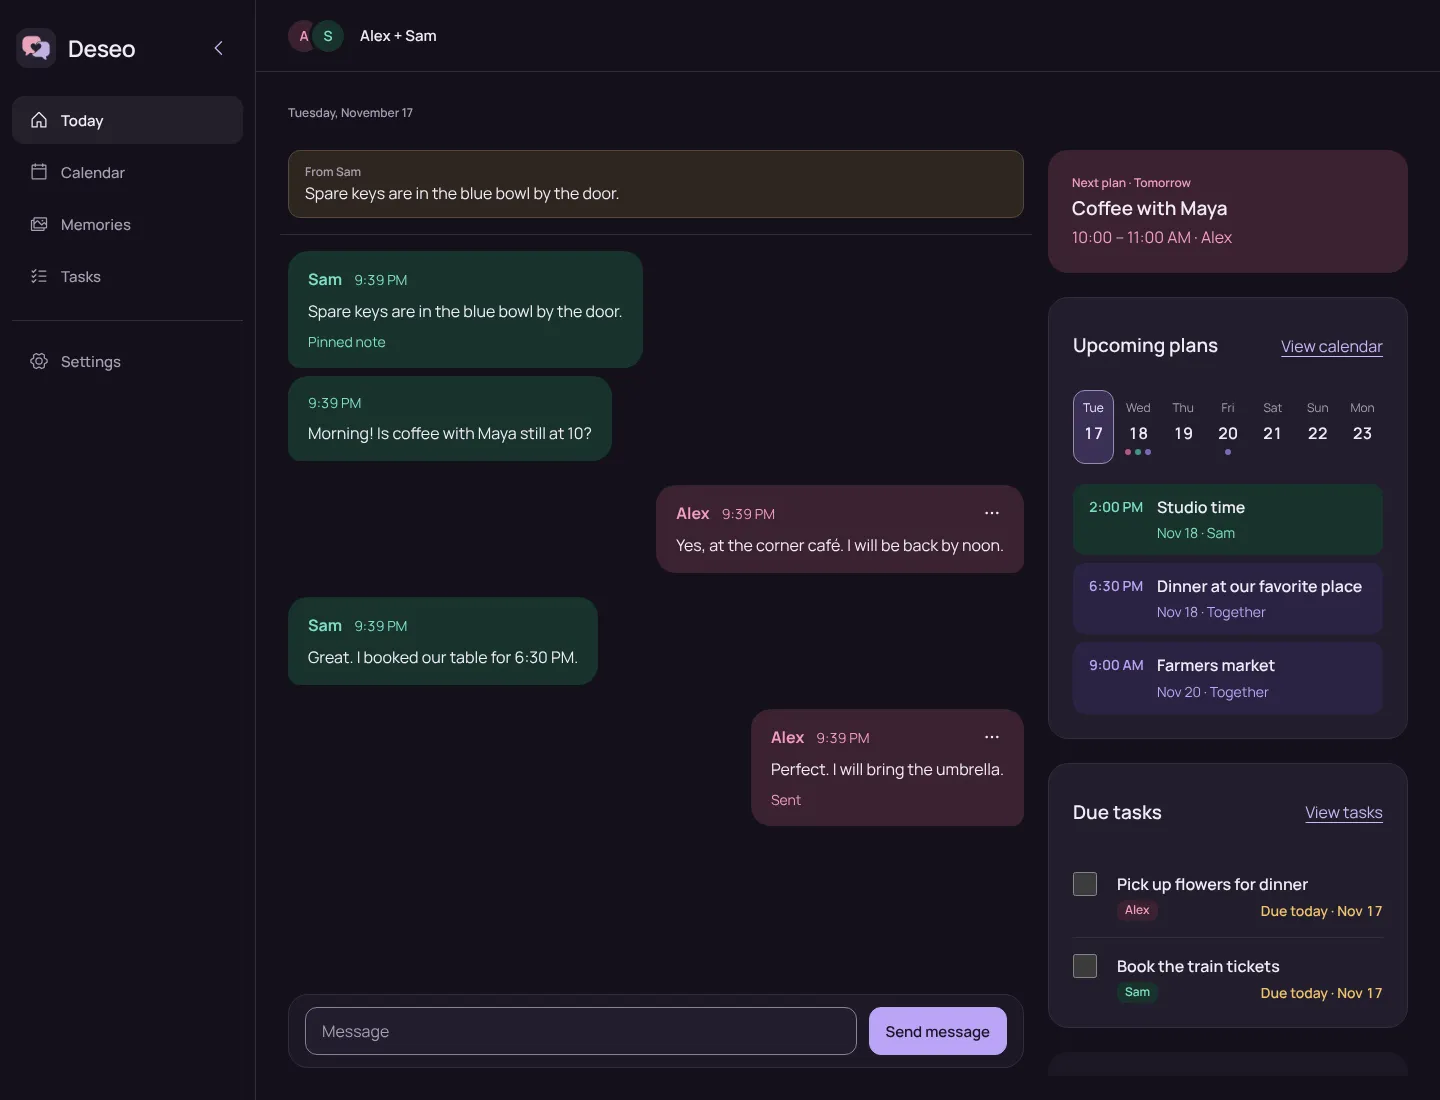 Deseo
Today
Calendar
Memories
Tasks
Settings
A S Alex + Sam
Tuesday, November 17
From Sam
Spare keys are in the blue bowl by the door.
Sam 9:39 PM
Spare keys are in the blue bowl by the door.
Pinned note
9:39 PM
Morning! Is coffee with Maya still at 10?
Alex 9:39 PM ···
Yes, at the corner café. I will be back by noon.
Sam 9:39 PM
Great. I booked our table for 6:30 PM.
Alex 9:39 PM ···
Perfect. I will bring the umbrella.
Sent
Message
Send message
Next plan · Tomorrow
Coffee with Maya
10:00 – 11:00 AM · Alex
Upcoming plans View calendar
Tue Wed Thu Fri Sat Sun Mon
17 18 19 20 21 22 23
2:00 PM Studio time
Nov 18 · Sam
6:30 PM Dinner at our favorite place
Nov 18 · Together
9:00 AM Farmers market
Nov 20 · Together
Due tasks View tasks
Pick up flowers for dinner
Alex Due today · Nov 17
Book the train tickets
Sam Due today · Nov 17